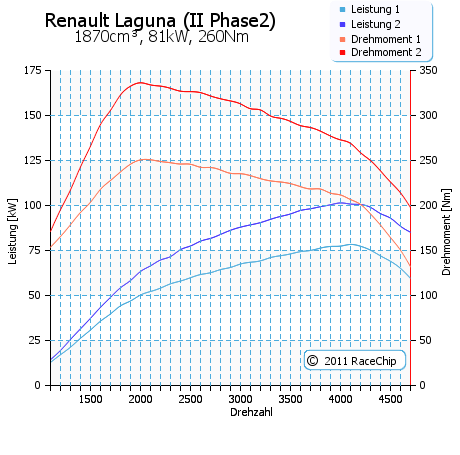 Renault Laguna (II Phase2)
1870cm³, 81kW, 260Nm
Leistung 1
Leistung 2
Drehmoment 1
Drehmoment 2
175
150
125
100
75
50
25
0
Leistung [kW]
350
300
250
200
150
100
50
0
Drehmoment [Nm]
1500 2000 2500 3000 3500 4000 4500
Drehzahl
© 2011 RaceChip